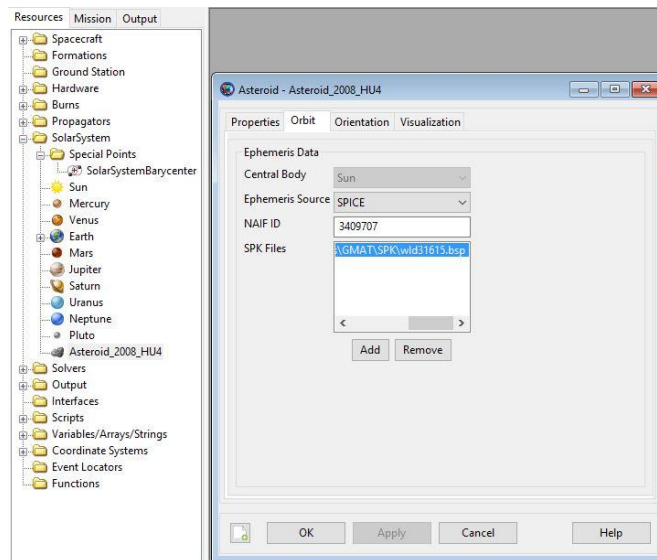 Resources Mission Output
Spacecraft
Formations
Ground Station
Hardware
Burns
Propagators
SolarSystem
Special Points
SolarSystemBarycenter
Sun
Mercury
Venus
Earth
Mars
Jupiter
Saturn
Uranus
Neptune
Pluto
Asteroid_2008_HU4
Solvers
Output
Interfaces
Scripts
Variables/Arrays/Strings
Coordinate Systems
Event Locators
Functions
Asteroid - Asteroid_2008_HU4
Properties Orbit Orientation Visualization
Ephemeris Data
Central Body Sun
Ephemeris Source SPICE
NAIF ID 3409707
SPK Files :\GMAT\SPK\wld31615.bsp
Add Remove
OK Apply Cancel Help